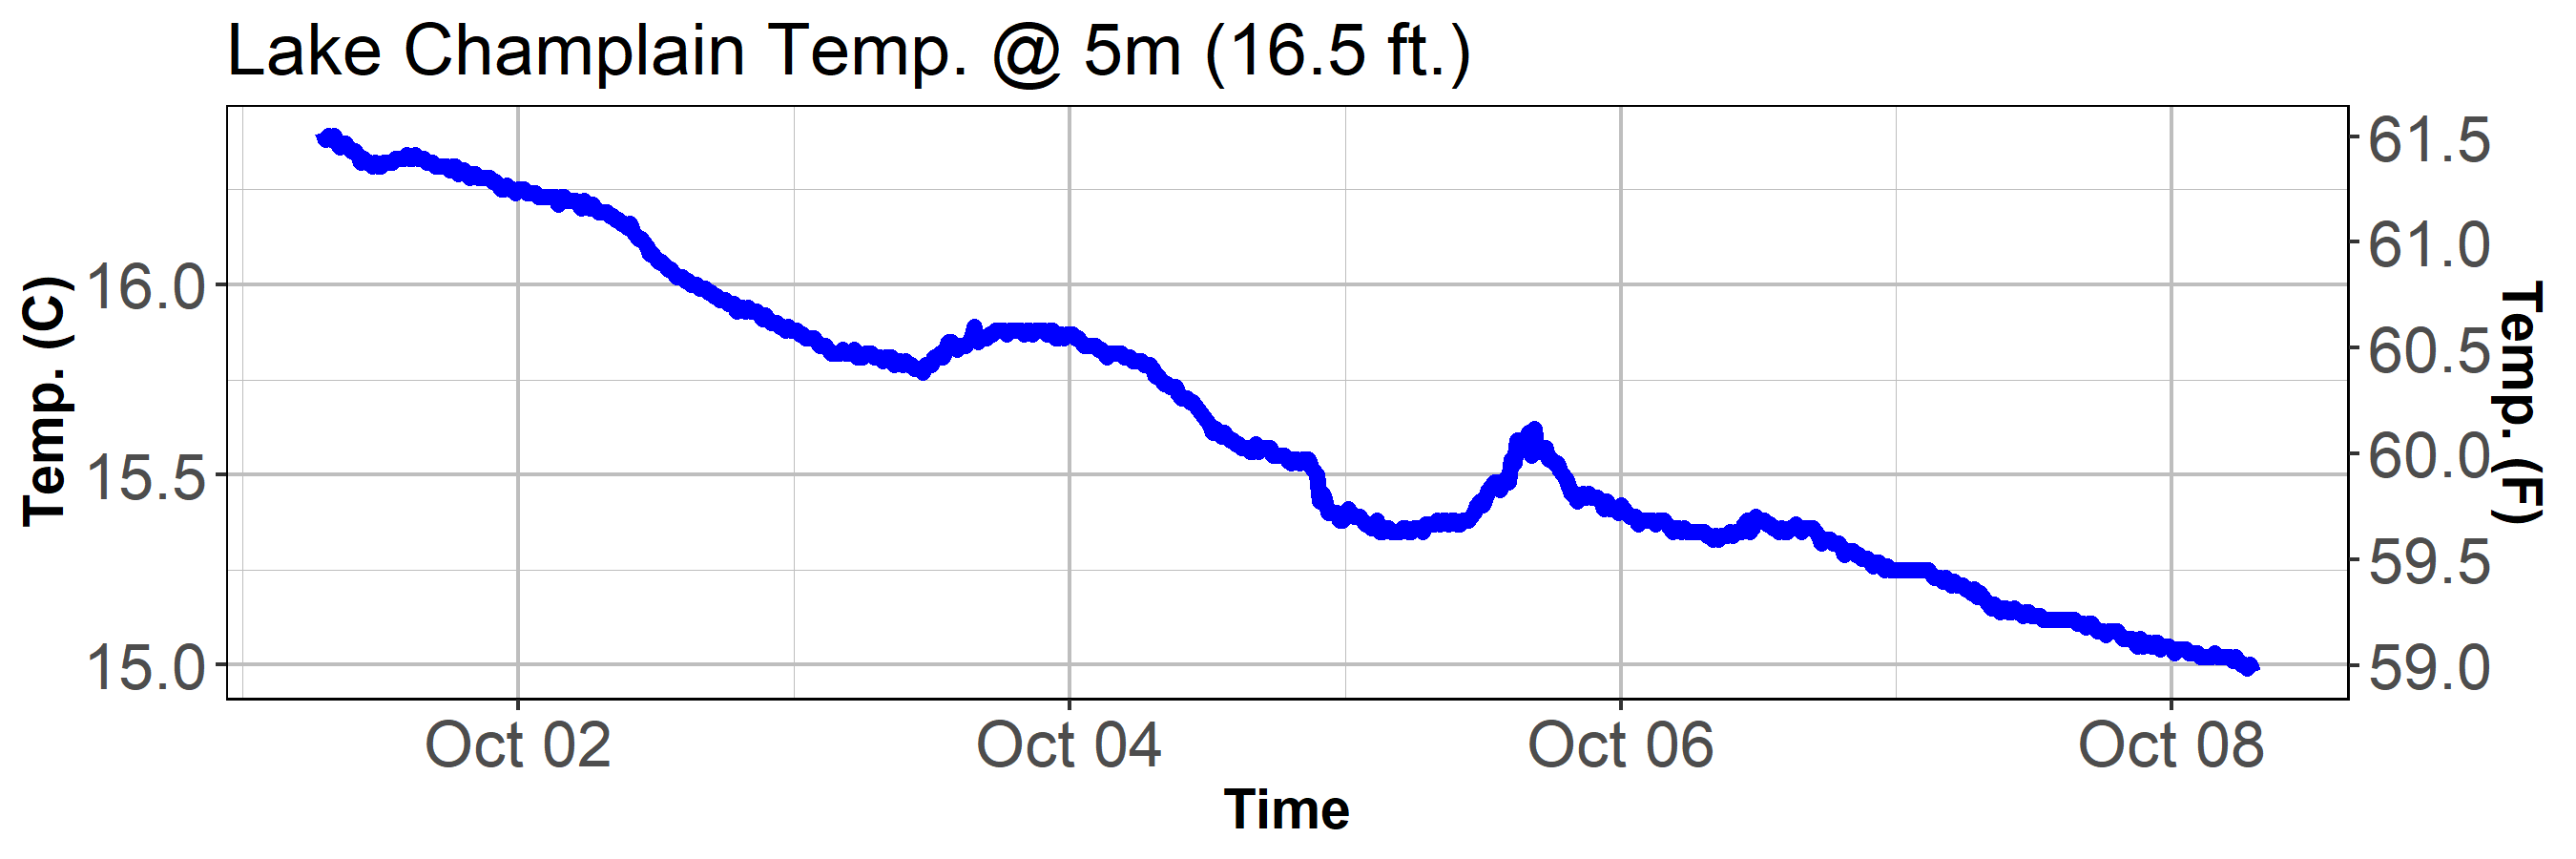 Lake Champlain Temp. @ 5m (16.5 ft.)
Temp. (C)
16.0
15.5
15.0
61.5
61.0
60.5
60.0
59.5
59.0
Temp. (F)
Oct 02 Oct 04 Oct 06 Oct 08
Time